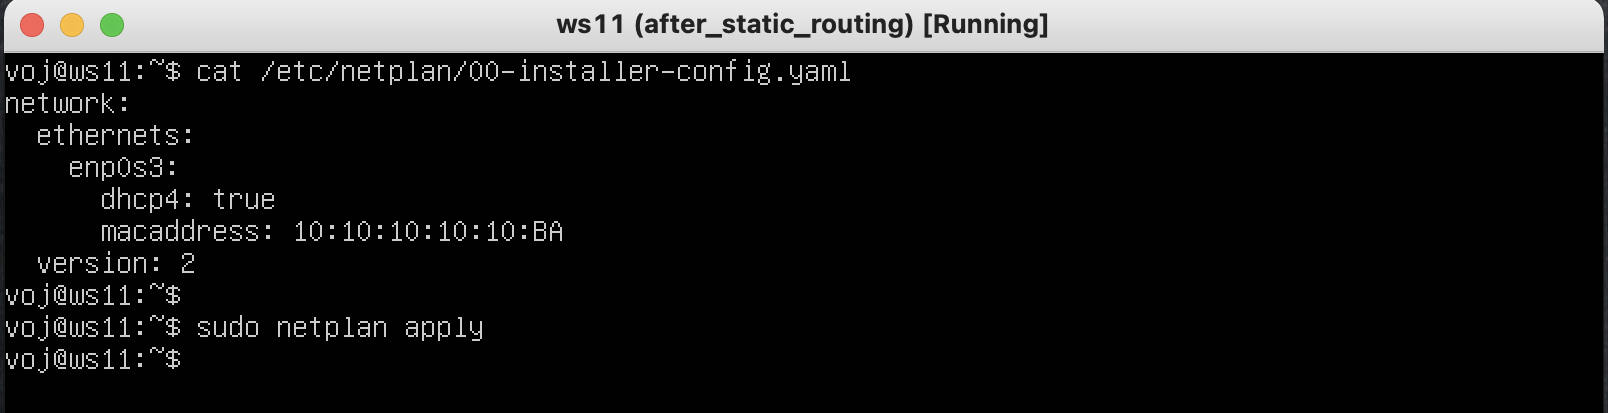 ws11 (after_static_routing) [Running]
voj@ws11:~$ cat /etc/netplan/00-installer-config.yaml
network:
  ethernets:
    enp0s3:
      dhcp4: true
      macaddress: 10:10:10:10:10:BA
  version: 2
voj@ws11:~$
voj@ws11:~$ sudo netplan apply
voj@ws11:~$